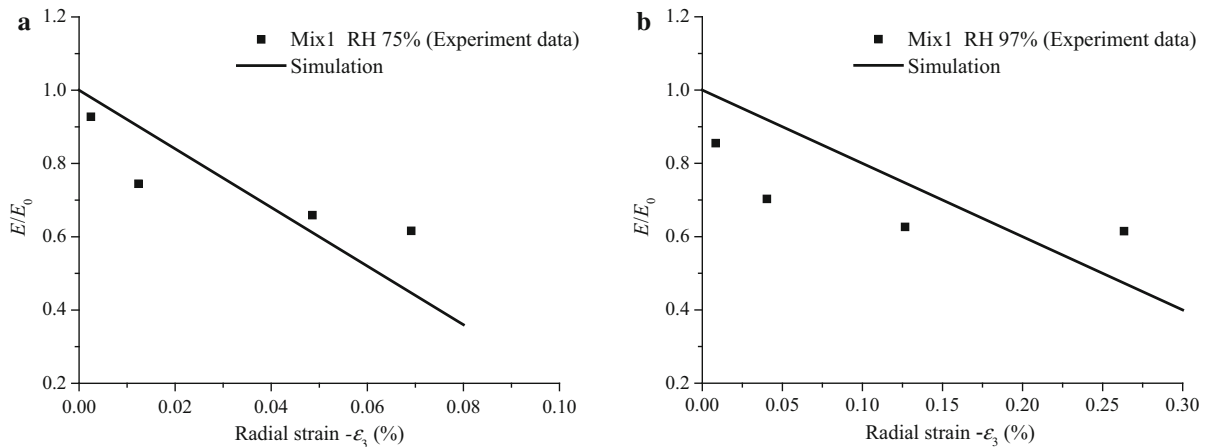 a
1.2
1.0
0.8
0.6
0.4
0.2
E/E₀
Mix1 RH 75% (Experiment data)
Simulation
0.00
0.02
0.04
0.06
0.08
0.10
Radial strain -ε₃ (%)
b
1.2
1.0
0.8
0.6
0.4
0.2
E/E₀
Mix1 RH 97% (Experiment data)
Simulation
0.00
0.05
0.10
0.15
0.20
0.25
0.30
Radial strain -ε₃ (%)